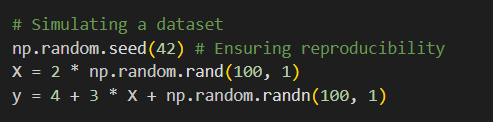 # Simulating a dataset
np.random.seed(42) # Ensuring reproducibility
X = 2 * np.random.rand(100, 1)
y = 4 + 3 * X + np.random.randn(100, 1)